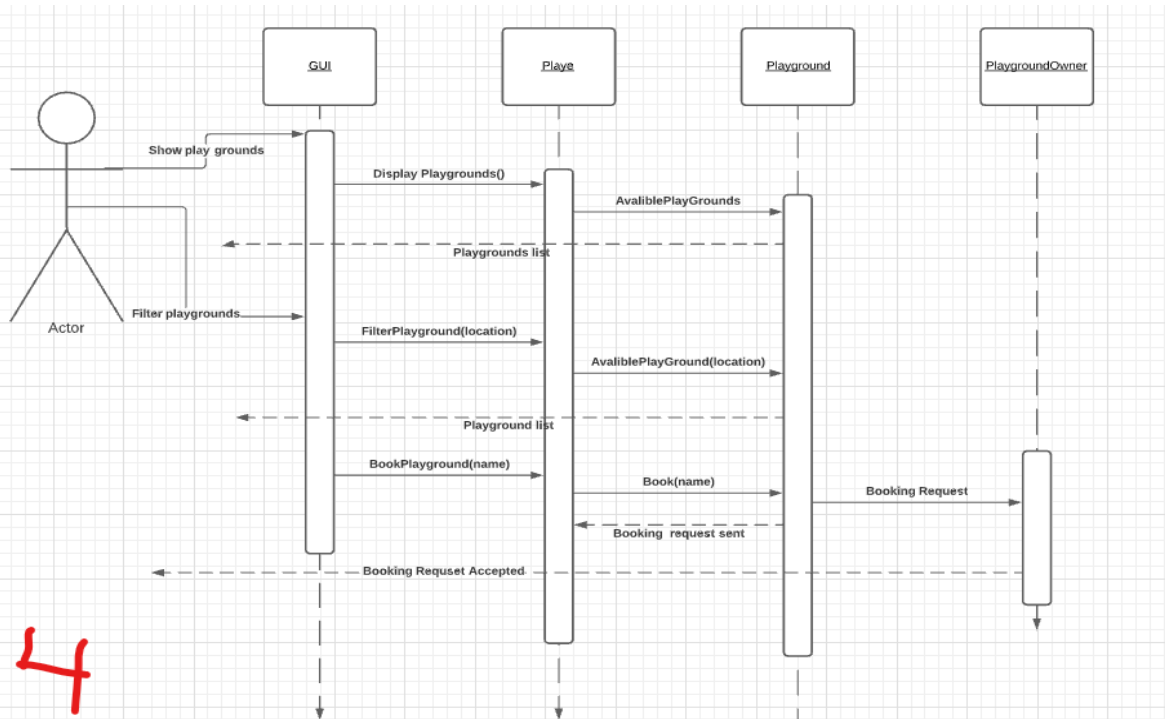 GUI
Playe
Playground
PlaygroundOwner
Show play grounds
Display Playgrounds()
AvaliblePlayGrounds
Playgrounds list
Filter playgrounds
Actor
FilterPlayground(location)
AvaliblePlayGround(location)
Playground list
BookPlayground(name)
Book(name)
Booking Request
Booking request sent
Booking Requset Accepted
4